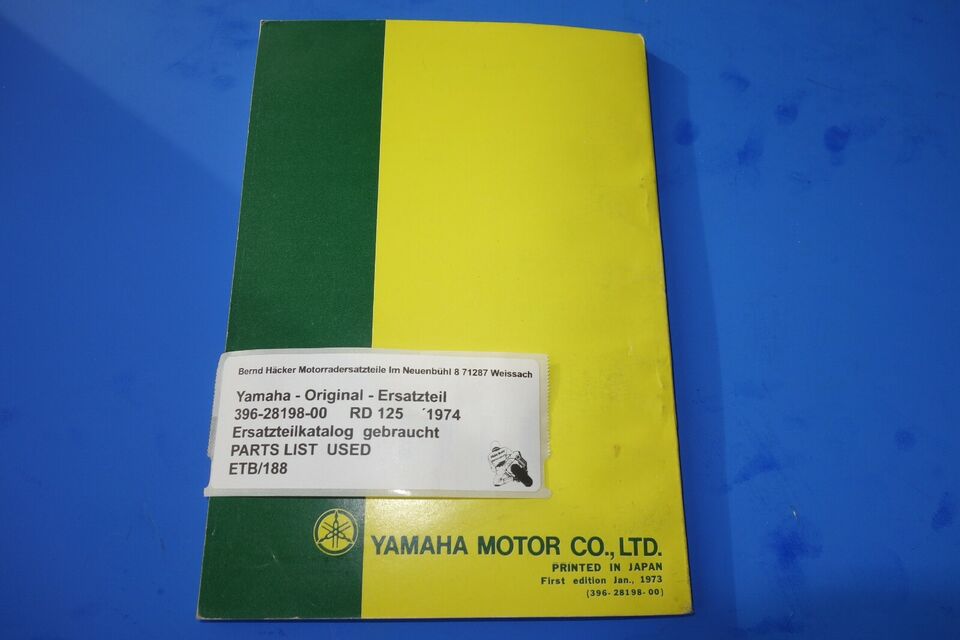 Bernd Häcker Motorradersatzteile Im Neuenbühl 8 71287 Weissach
Yamaha - Original - Ersatzteil
396-28198-00 RD 125 ´1974
Ersatzteilkatalog gebraucht
PARTS LIST USED
ETB/188
YAMAHA MOTOR CO., LTD.
PRINTED IN JAPAN
First edition Jan., 1973
(396-28198-00)